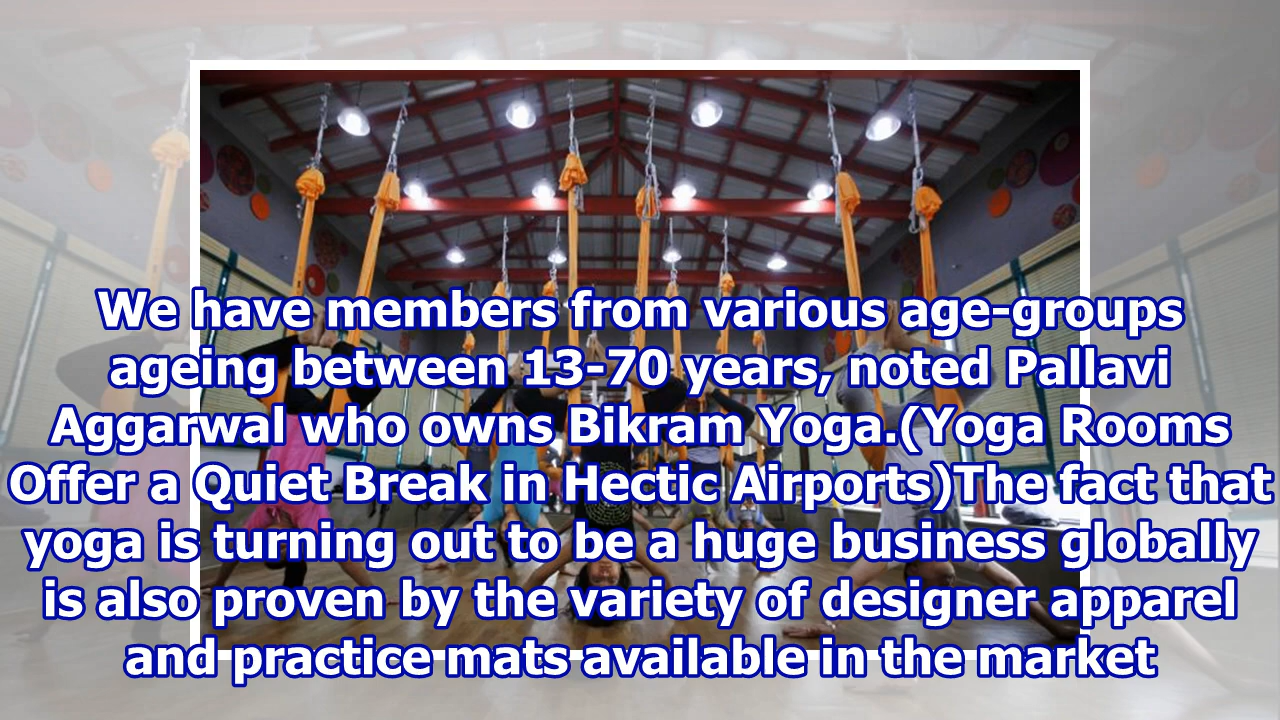 We have members from various age-groups
ageing between 13-70 years, noted Pallavi
Aggarwal who owns Bikram Yoga.(Yoga Rooms
Offer a Quiet Break in Hectic Airports)The fact that
yoga is turning out to be a huge business globally
is also proven by the variety of designer apparel
and practice mats available in the market